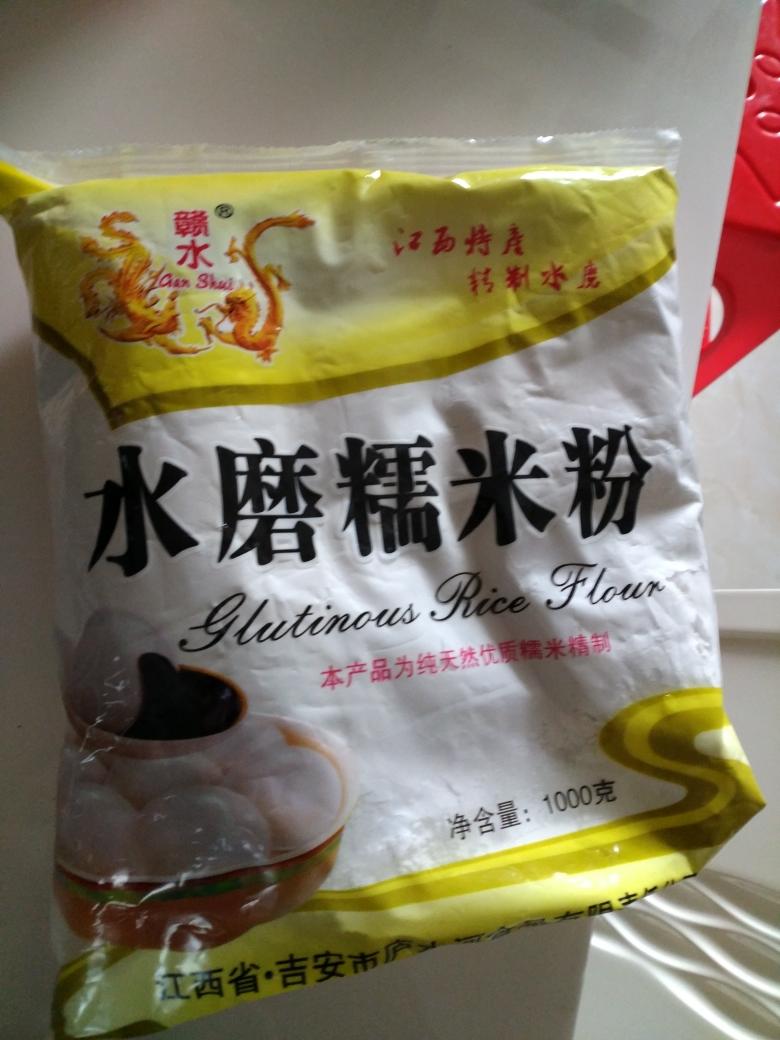 赣
水
®
Gan Shui
江西特产
精制水磨
水磨糯米粉
Glutinous Rice Flour
本产品为纯天然优质糯米精制
净含量：1000克
江西省·吉安市庐